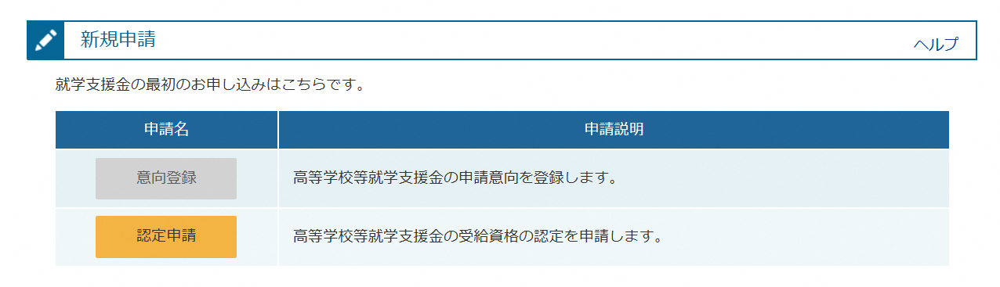 新規申請
ヘルプ
就学支援金の最初のお申し込みはこちらです。
申請名 申請説明
意向登録 高等学校等就学支援金の申請意向を登録します。
認定申請 高等学校等就学支援金の受給資格の認定を申請します。